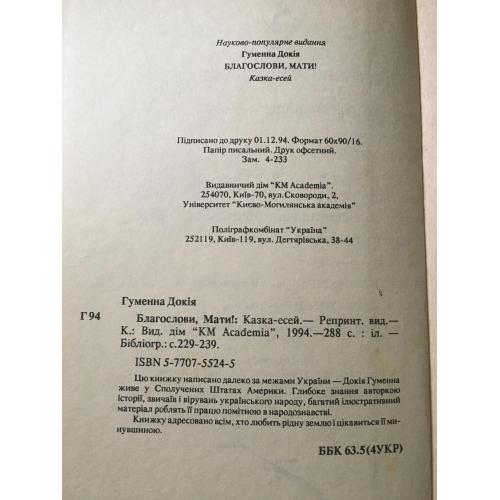 Науково-популярне видання
Гуменна Докія
БЛАГОСЛОВИ, МАТИ!
Казка-есей
Підписано до друку 01.12.94. Формат 60х90/16.
Папір писальний. Друк офсетний.
Зам. 4-233
Видавничий дім "КМ Academia".
254070, Київ-70, вул.Сковороди, 2,
Університет "Києво-Могилянська академія"
Поліграфкомбінат "Україна"
252119, Київ-119, вул. Дегтярівська, 38-44
Гуменна Докія
Г 94 Благослови, Мати!: Казка-есей.— Репринт. вид.—
К.: Вид. дім "КМ Academia", 1994.—288 с. : іл. —
Бібліогр.: с.229-239.
ISBN 5-7707-5524-5
Цю книжку написано далеко за межами України — Докія Гуменна
живе у Сполучених Штатах Америки. Глибоке знання авторкою
історії, звичаїв і вірувань українського народу, багатий ілюстративний
матеріал роблять її працю помітною в народознавстві.
Книжку адресовано всім, хто любить рідну землю і цікавиться її ми-
нувшиною.
ББК 63.5(4УКР)